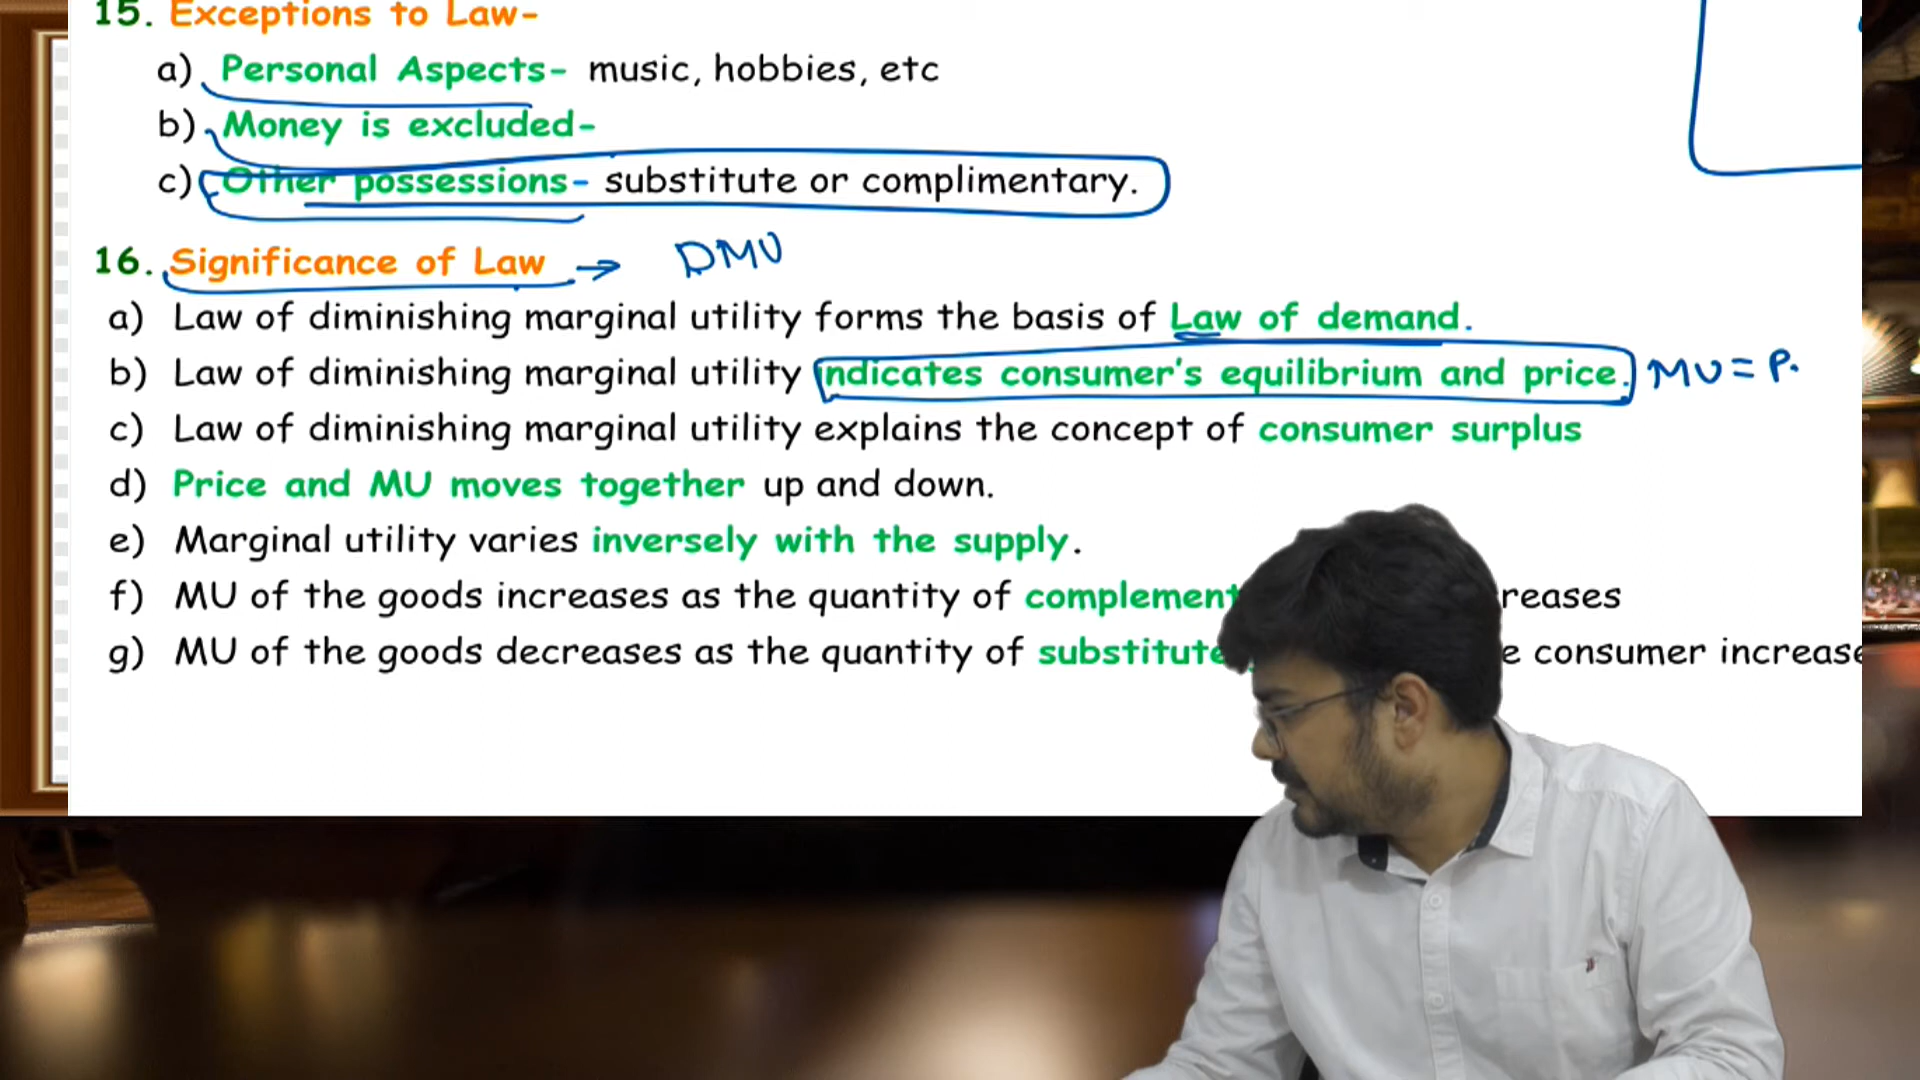 15. Exceptions to Law-
a) Personal Aspects- music, hobbies, etc
b) Money is excluded-
c) Other possessions- substitute or complimentary.
16. Significance of Law → DMU
a) Law of diminishing marginal utility forms the basis of Law of demand.
b) Law of diminishing marginal utility indicates consumer's equilibrium and price. MU = P.
c) Law of diminishing marginal utility explains the concept of consumer surplus
d) Price and MU moves together up and down.
e) Marginal utility varies inversely with the supply.
f) MU of the goods increases as the quantity of
g) MU of the goods decreases as the quantity of substitute consumer